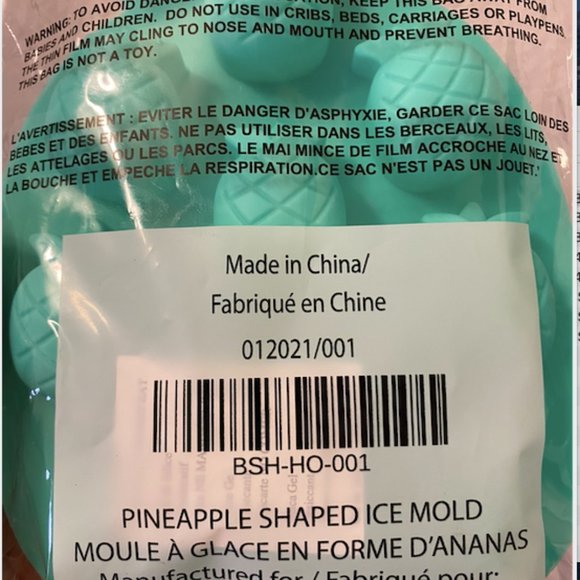 WARNING: TO AVOID DANGER OF SUFFOCATION, KEEP THIS BAG AWAY FROM
BABIES AND CHILDREN. DO NOT USE IN CRIBS, BEDS, CARRIAGES OR PLAYPENS
THE THIN FILM MAY CLING TO NOSE AND MOUTH AND PREVENT BREATHING.
THIS BAG IS NOT A TOY.
L'AVERTISSEMENT : EVITER LE DANGER D'ASPHYXIE, GARDER CE SAC LOIN DES
BEBES ET DES ENFANTS. NE PAS UTILISER DANS LES BERCEAUX, LES LITS,
LES ATTELAGES OU LES PARCS. LE MAI MINCE DE FILM ACCROCHE AU NEZ ET
LA BOUCHE ET EMPECHE LA RESPIRATION.CE SAC N'EST PAS UN JOUET.'
Made in China/
Fabriqué en Chine
012021/001
BSH-HO-001
PINEAPPLE SHAPED ICE MOLD
MOULE À GLACE EN FORME D'ANANAS
Manufactured for / Fabriqué pour: